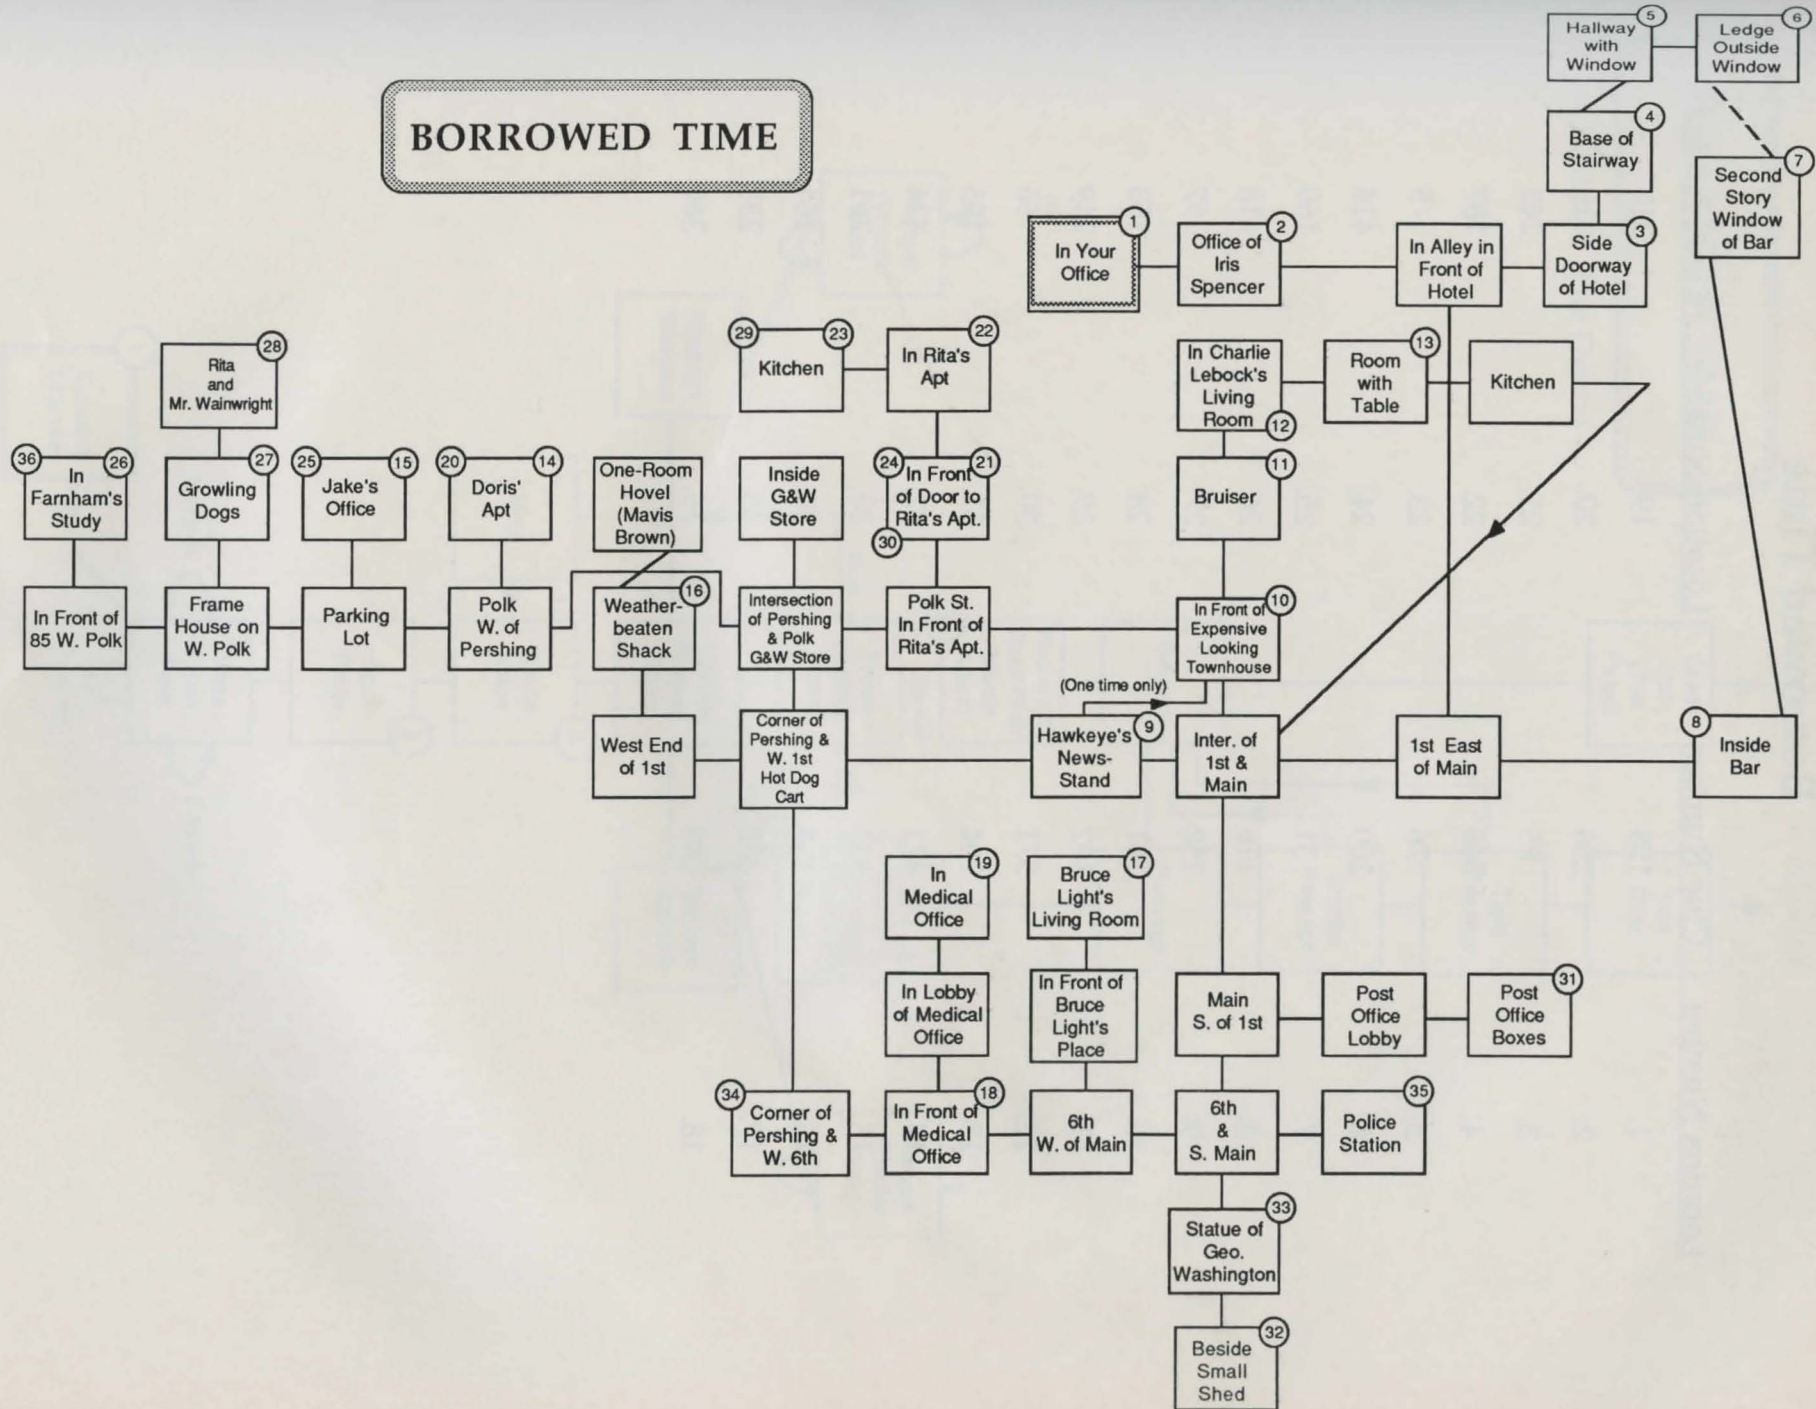 BORROWED TIME
5
Hallway
with
Window
6
Ledge
Outside
Window
4
Base of
Stairway
7
Second
Story
Window
of Bar
1
In Your
Office
2
Office of
Iris
Spencer
In Alley in
Front of
Hotel
3
Side
Doorway
of Hotel
28
Rita
and
Mr. Wainwright
29
23
Kitchen
22
In Rita's
Apt
In Charlie
Lebock's
Living
Room
12
13
Room
with
Table
Kitchen
36
26
In
Farnham's
Study
27
Growling
Dogs
25
15
Jake's
Office
20
14
Doris'
Apt
One-Room
Hovel
(Mavis
Brown)
Inside
G&W
Store
24
21
In Front
of Door to
Rita's Apt.
30
11
Bruiser
In Front of
85 W. Polk
Frame
House on
W. Polk
Parking
Lot
Polk
W. of
Pershing
16
Weather-
beaten
Shack
Intersection
of Pershing
& Polk
G&W Store
Polk St.
In Front of
Rita's Apt.
10
In Front of
Expensive
Looking
Townhouse
(One time only)
West End
of 1st
Corner of
Pershing &
W. 1st
Hot Dog
Cart
9
Hawkeye's
News-
Stand
Inter. of
1st &
Main
1st East
of Main
8
Inside
Bar
19
In
Medical
Office
17
Bruce
Light's
Living Room
In Lobby
of Medical
Office
In Front of
Bruce
Light's
Place
Main
S. of 1st
Post
Office
Lobby
31
Post
Office
Boxes
34
Corner of
Pershing &
W. 6th
18
In Front of
Medical
Office
6th
W. of Main
6th
&
S. Main
35
Police
Station
33
Statue of
Geo.
Washington
32
Beside
Small
Shed